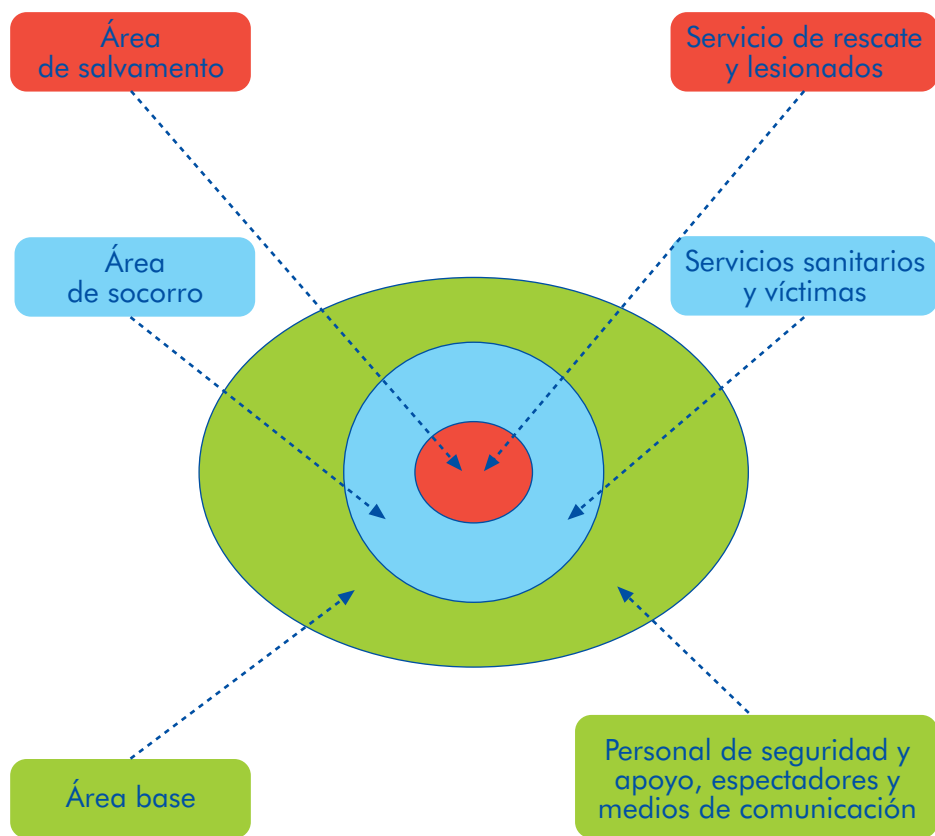 Área
de salvamento
Servicio de rescate
y lesionados
Área
de socorro
Servicios sanitarios
y víctimas
Área base
Personal de seguridad y
apoyo, espectadores y
medios de comunicación